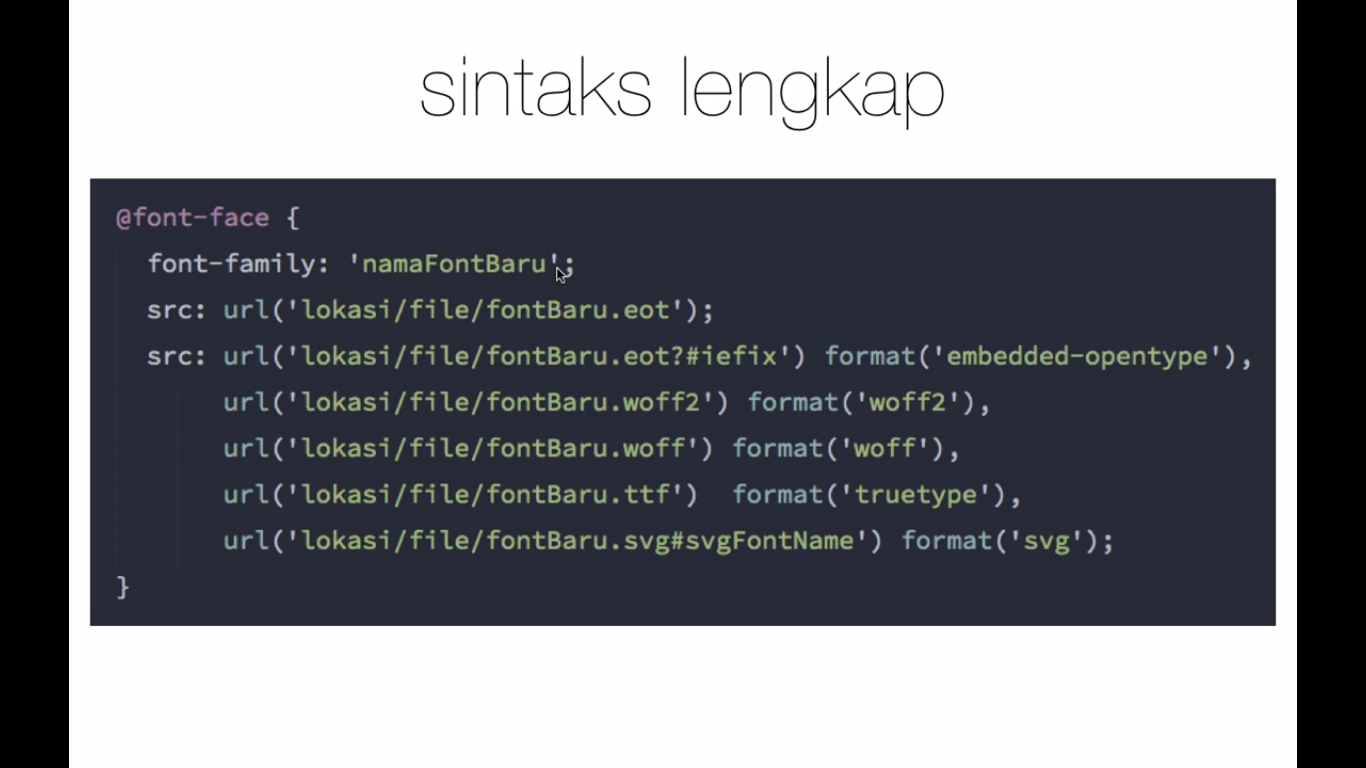 sintaks lengkap
@font-face {
font-family: 'namaFontBaru';
src: url('lokasi/file/fontBaru.eot');
src: url('lokasi/file/fontBaru.eot?#iefix') format('embedded-opentype'),
url('lokasi/file/fontBaru.woff2') format('woff2'),
url('lokasi/file/fontBaru.woff') format('woff'),
url('lokasi/file/fontBaru.ttf')  format('truetype'),
url('lokasi/file/fontBaru.svg#svgFontName') format('svg');
}